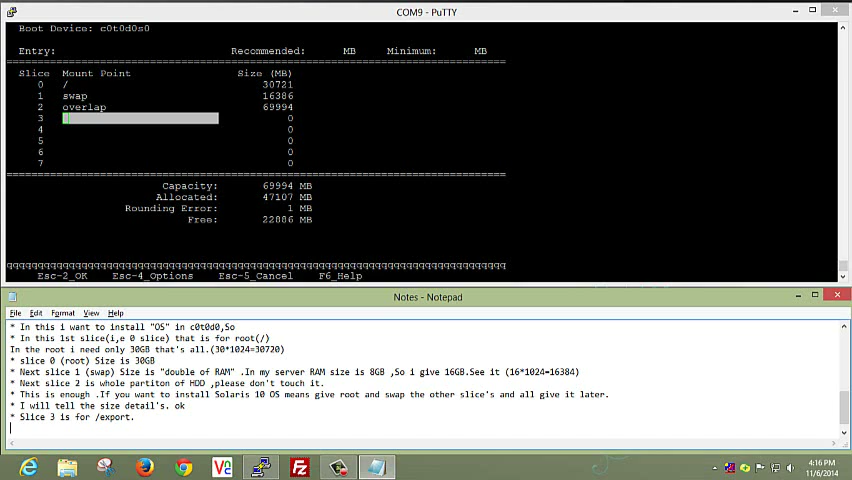 COM9 - PuTTY
Boot Device: c0t0d0s0
Entry: Recommended: MB Minimum: MB
================================================================================
Slice Mount Point Size (MB)
0 / 30721
1 swap 16386
2 overlap 69994
3 0
4 0
5 0
6 0
7 0
================================================================================
Capacity: 69994 MB
Allocated: 47107 MB
Rounding Error: 1 MB
Free: 22886 MB
qqqqqqqqqqqqqqqqqqqqqqqqqqqqqqqqqqqqqqqqqqqqqqqqqqqqqqqqqqqqqqqqqqqqqqqqqqqqqqqq
Esc-2_OK Esc-4_Options Esc-5_Cancel F6_Help
Notes - Notepad
File Edit Format View Help
* In this i want to install "OS" in c0t0d0,So
* In this 1st slice(i,e 0 slice) that is for root(/)
In the root i need only 30GB that's all.(30*1024=30720)
* slice 0 (root) Size is 30GB
* Next slice 1 (swap) Size is "double of RAM" .In my server RAM size is 8GB ,So i give 16GB.See it (16*1024=16384)
* Next slice 2 is whole partiton of HDD ,please don't touch it.
* This is enough .If you want to install Solaris 10 OS means give root and swap the other slice's and all give it later.
* I will tell the size detail's. ok
* Slice 3 is for /export.
4:16 PM
11/6/2014